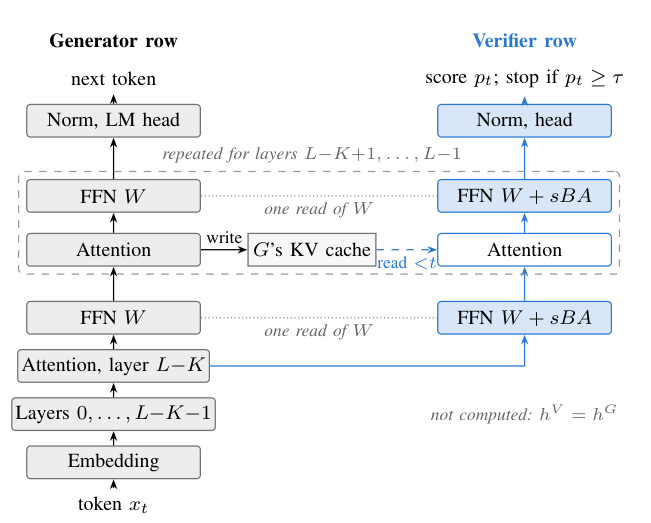 Generator row
Verifier row
next token
score p_t; stop if p_t ≥ τ
Norm, LM head
Norm, head
repeated for layers L−K+1, . . . , L−1
FFN W
FFN W + sBA
one read of W
Attention
write
G's KV cache
read <t
Attention
FFN W
FFN W + sBA
one read of W
Attention, layer L−K
Layers 0, . . . , L−K−1
not computed: h^V = h^G
Embedding
token x_t